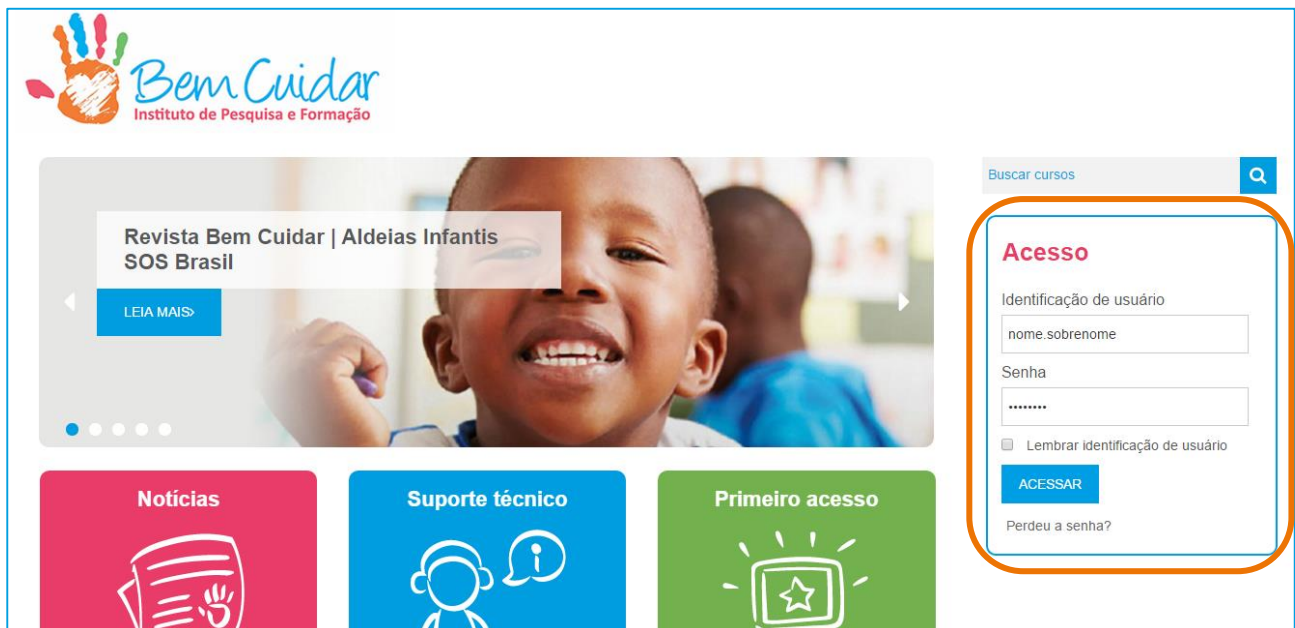 Bem Cuidar
Instituto de Pesquisa e Formação
Buscar cursos
Revista Bem Cuidar | Aldeias Infantis
SOS Brasil
LEIA MAIS
Acesso
Identificação de usuário
nome.sobrenome
Senha
••••••••
Lembrar identificação de usuário
ACESSAR
Perdeu a senha?
Notícias
Suporte técnico
Primeiro acesso